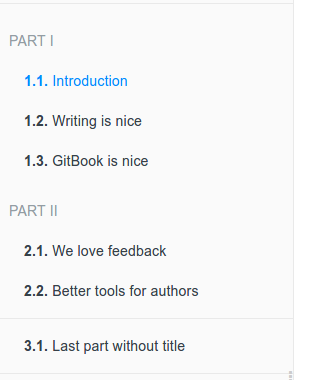 PART I
1.1. Introduction
1.2. Writing is nice
1.3. GitBook is nice
PART II
2.1. We love feedback
2.2. Better tools for authors
3.1. Last part without title